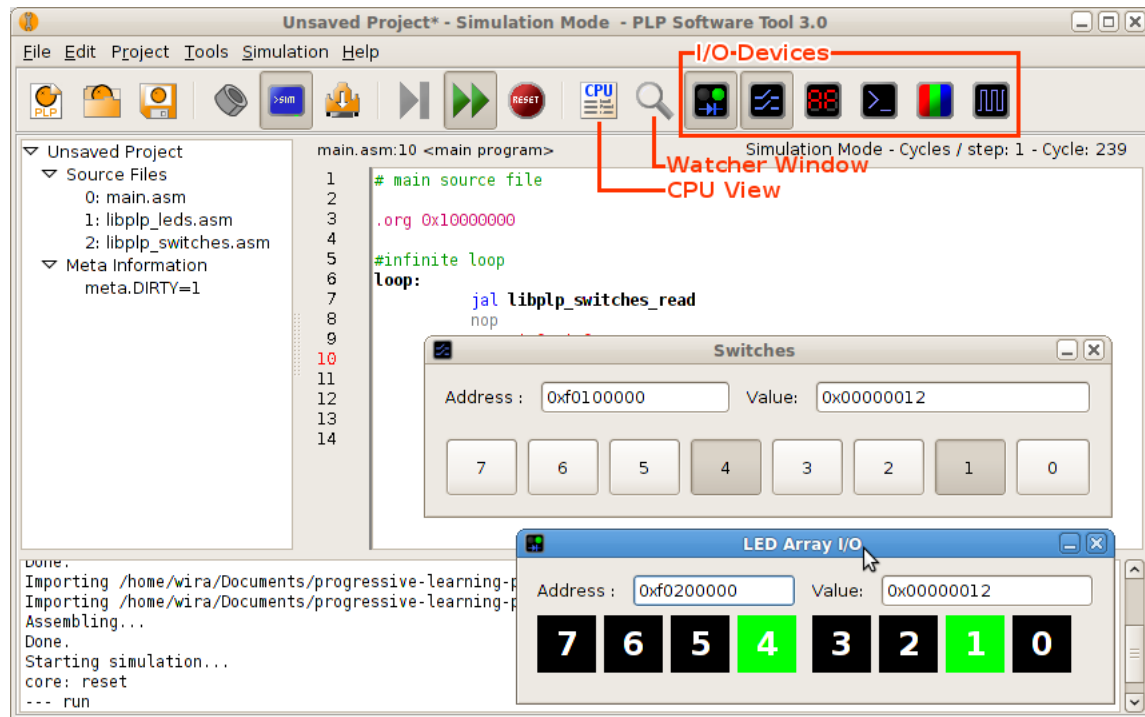 Unsaved Project* - Simulation Mode - PLP Software Tool 3.0
File Edit Project Tools Simulation Help
I/O Devices
PLP
>SIM
RESET
CPU
88
>_
Unsaved Project
Source Files
0: main.asm
1: libplp_leds.asm
2: libplp_switches.asm
Meta Information
meta.DIRTY=1
main.asm:10 <main program>
Simulation Mode - Cycles / step: 1 - Cycle: 239
Watcher Window
CPU View
1 # main source file
2
3 .org 0x10000000
4
5 #infinite loop
6 loop:
7 jal libplp_switches_read
8 nop
9
10
11
12
13
14
Switches
Address : 0xf0100000 Value: 0x00000012
7 6 5 4 3 2 1 0
LED Array I/O
Address : 0xf0200000 Value: 0x00000012
7 6 5 4 3 2 1 0
Done.
Importing /home/wira/Documents/progressive-learning-
Importing /home/wira/Documents/progressive-learning-
Assembling...
Done.
Starting simulation...
core: reset
--- run